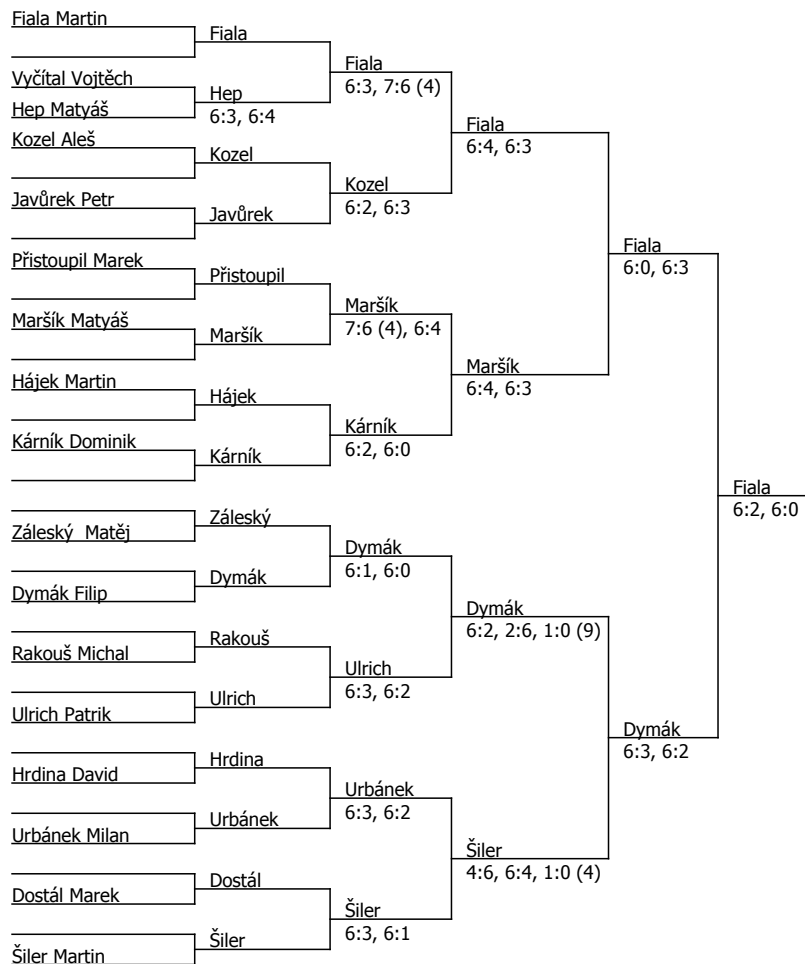 Fiala Martin
Vyčítal Vojtěch
Hep Matyáš
Kozel Aleš
Javůrek Petr
Přistoupil Marek
Maršík Matyáš
Hájek Martin
Kárník Dominik
Záleský  Matěj
Dymák Filip
Rakouš Michal
Ulrich Patrik
Hrdina David
Urbánek Milan
Dostál Marek
Šiler Martin
Fiala
Hep
6:3, 6:4
Kozel
Javůrek
Přistoupil
Maršík
Hájek
Kárník
Záleský
Dymák
Rakouš
Ulrich
Hrdina
Urbánek
Dostál
Šiler
Fiala
6:3, 7:6 (4)
Kozel
6:2, 6:3
Maršík
7:6 (4), 6:4
Kárník
6:2, 6:0
Dymák
6:1, 6:0
Ulrich
6:3, 6:2
Urbánek
6:3, 6:2
Šiler
6:3, 6:1
Fiala
6:4, 6:3
Maršík
6:4, 6:3
Dymák
6:2, 2:6, 1:0 (9)
Šiler
4:6, 6:4, 1:0 (4)
Fiala
6:0, 6:3
Dymák
6:3, 6:2
Fiala
6:2, 6:0